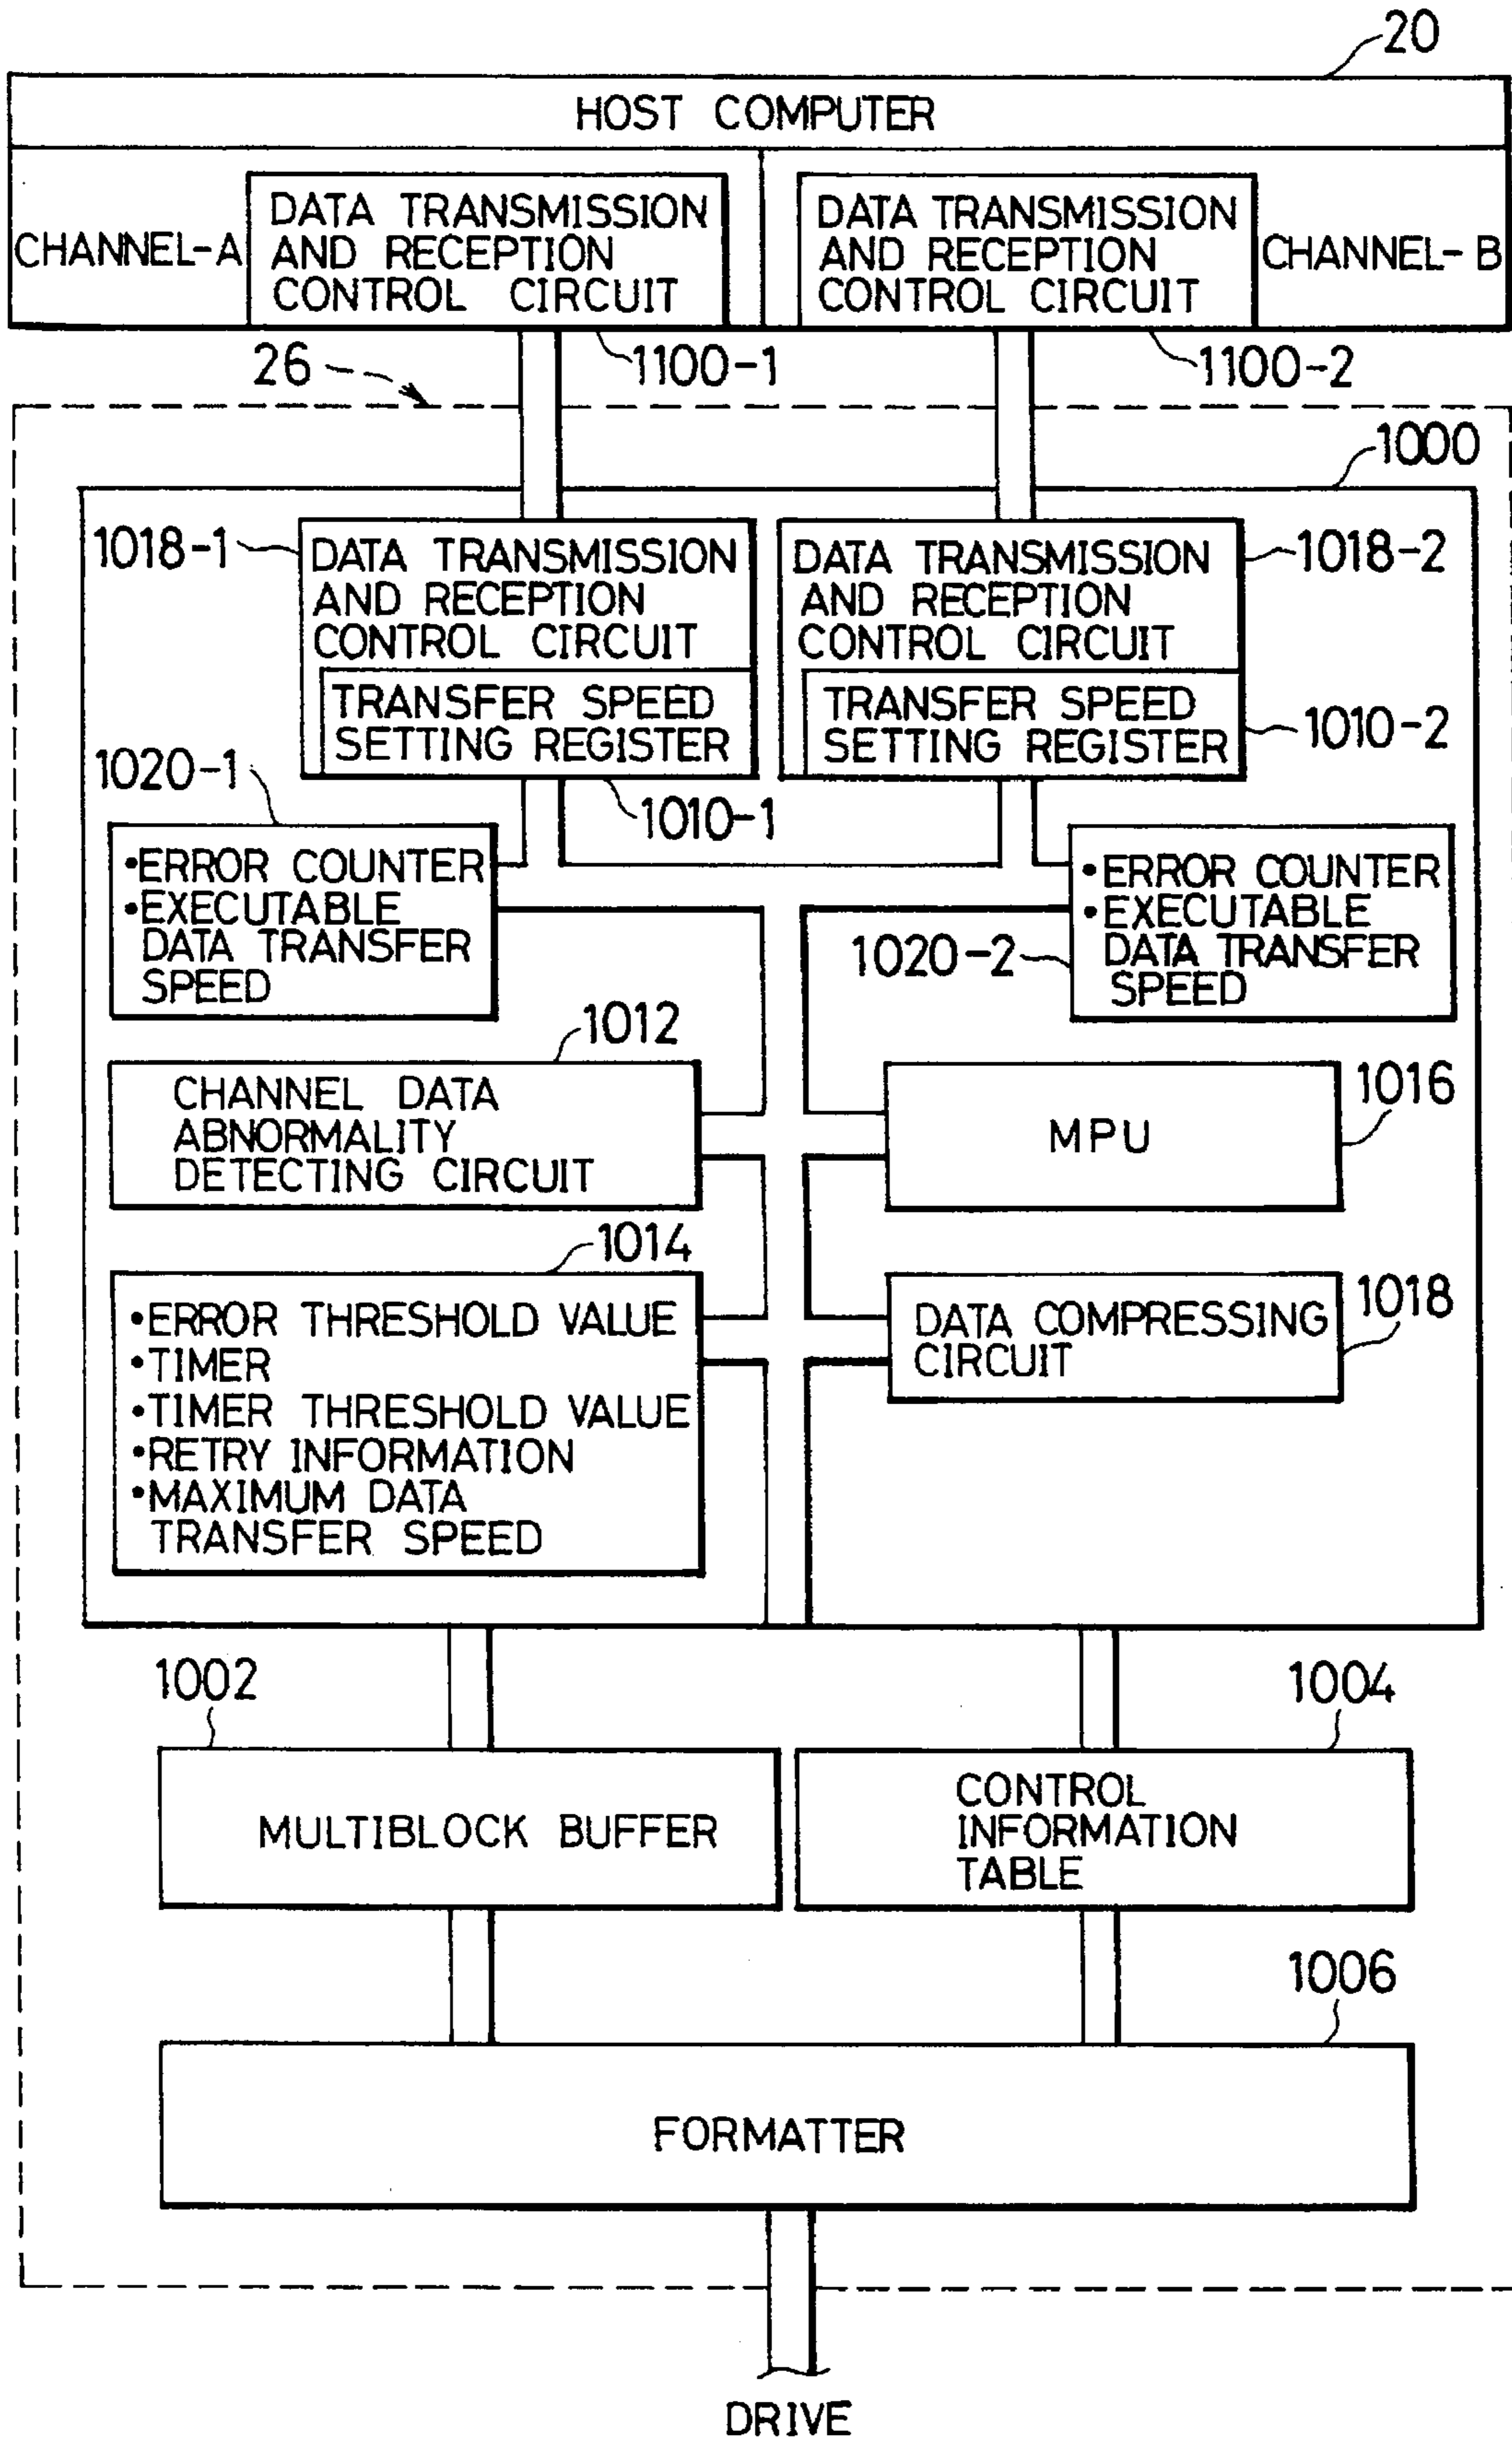 20
HOST COMPUTER
CHANNEL-A
DATA TRANSMISSION
AND RECEPTION
CONTROL CIRCUIT
DATA TRANSMISSION
AND RECEPTION
CONTROL CIRCUIT
CHANNEL-B
26
1100-1
1100-2
1000
1018-1
DATA TRANSMISSION
AND RECEPTION
CONTROL CIRCUIT
TRANSFER SPEED
SETTING REGISTER
DATA TRANSMISSION
AND RECEPTION
CONTROL CIRCUIT
TRANSFER SPEED
SETTING REGISTER
1018-2
1010-2
1020-1
1010-1
•ERROR COUNTER
•EXECUTABLE
DATA TRANSFER
SPEED
•ERROR COUNTER
•EXECUTABLE
DATA TRANSFER
SPEED
1020-2
1012
CHANNEL DATA
ABNORMALITY
DETECTING CIRCUIT
MPU
1016
1014
•ERROR THRESHOLD VALUE
•TIMER
•TIMER THRESHOLD VALUE
•RETRY INFORMATION
•MAXIMUM DATA
TRANSFER SPEED
DATA COMPRESSING
CIRCUIT
1018
1002
1004
MULTIBLOCK BUFFER
CONTROL
INFORMATION
TABLE
1006
FORMATTER
DRIVE